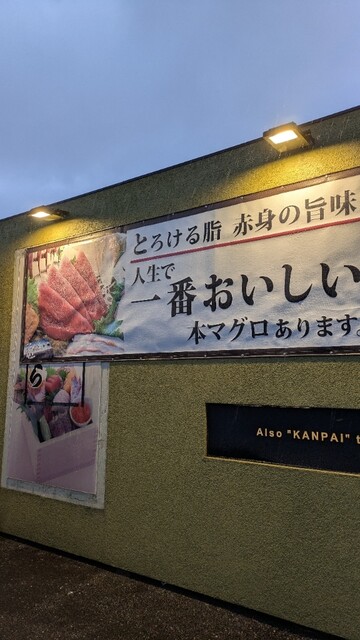 とろける脂 赤身の旨味
人生で
一番おいしい
本マグロあります。
ら
Also "KANPAI" t